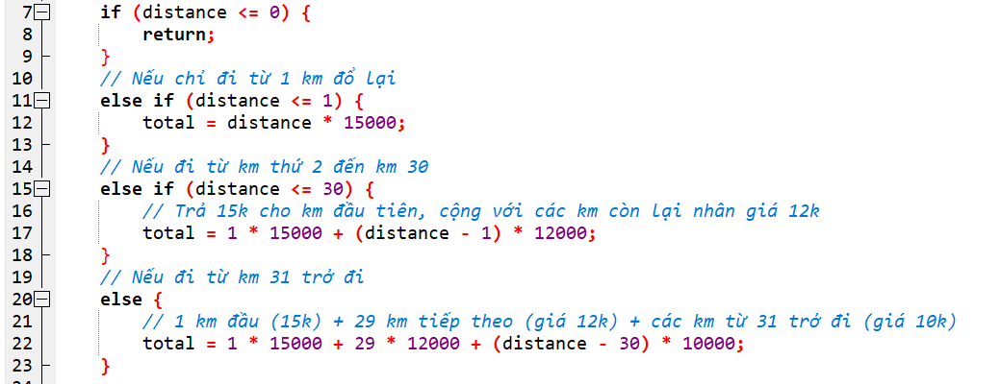 7 if (distance <= 0) {
8 return;
9 }
10 // Nếu chỉ đi từ 1 km đổ lại
11 else if (distance <= 1) {
12 total = distance * 15000;
13 }
14 // Nếu đi từ km thứ 2 đến km 30
15 else if (distance <= 30) {
16 // Trả 15k cho km đầu tiên, cộng với các km còn lại nhân giá 12k
17 total = 1 * 15000 + (distance - 1) * 12000;
18 }
19 // Nếu đi từ km 31 trở đi
20 else {
21 // 1 km đầu (15k) + 29 km tiếp theo (giá 12k) + các km từ 31 trở đi (giá 10k)
22 total = 1 * 15000 + 29 * 12000 + (distance - 30) * 10000;
23 }